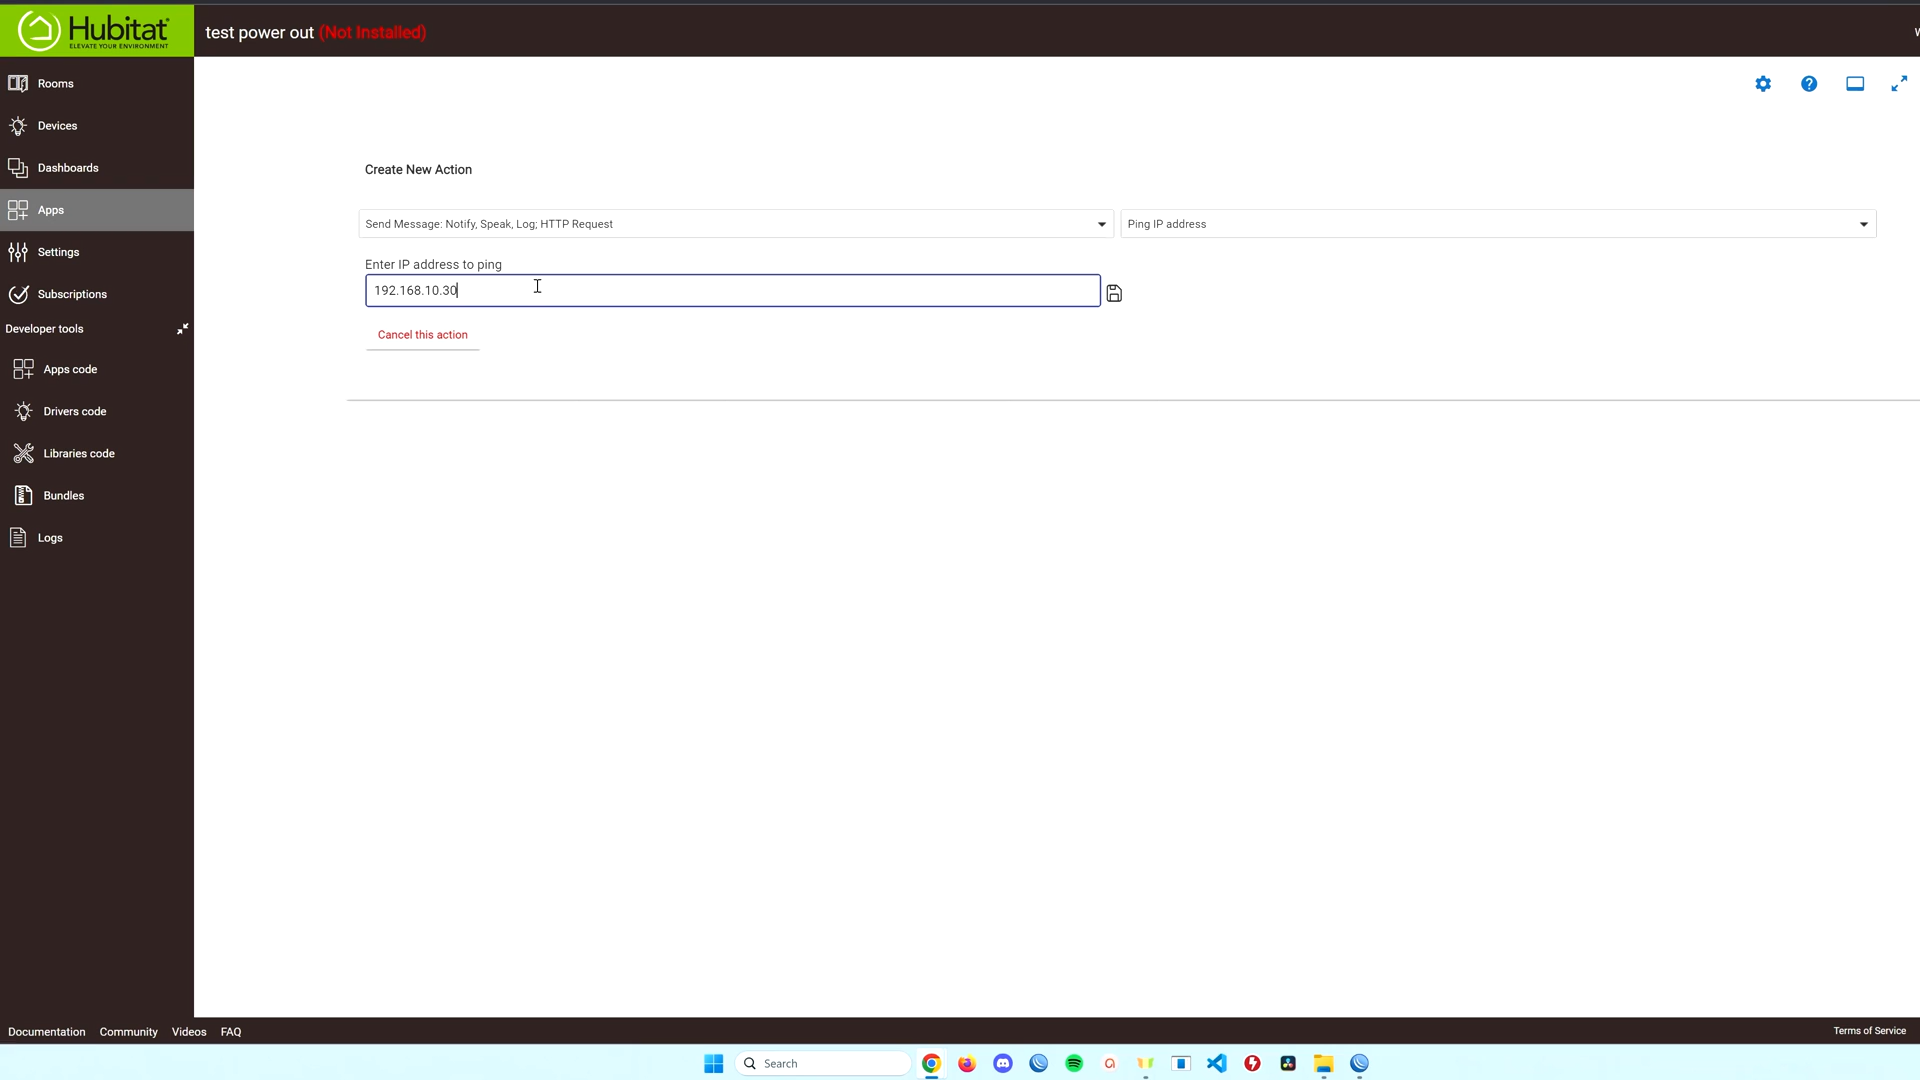 Hubitat
ELEVATE YOUR ENVIRONMENT
test power out (Not Installed)
Rooms
Devices
Dashboards
Apps
Settings
Subscriptions
Developer tools
Apps code
Drivers code
Libraries code
Bundles
Logs
Create New Action
Send Message: Notify, Speak, Log; HTTP Request
Ping IP address
Enter IP address to ping
192.168.10.30
Cancel this action
Documentation Community Videos FAQ
Terms of Service
Search